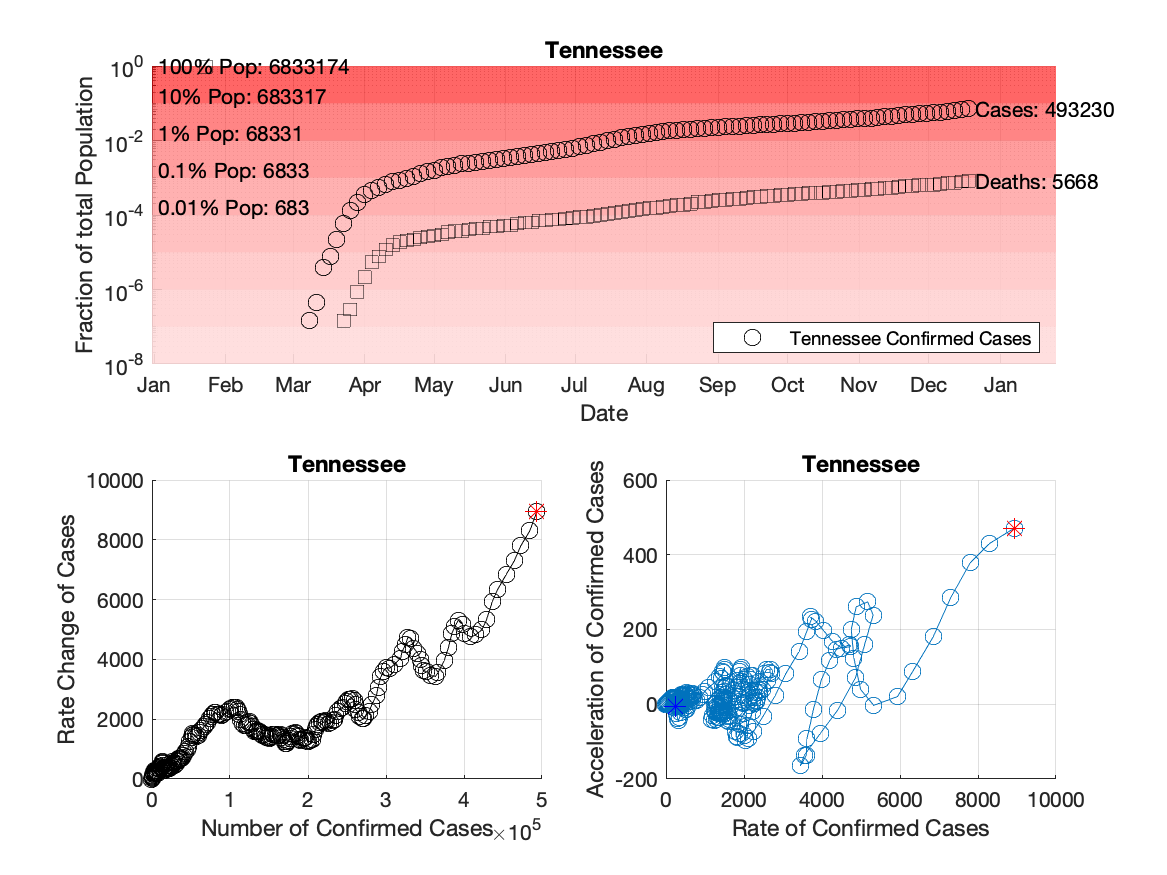 Tennessee
10^0
10^-2
10^-4
10^-6
10^-8
Fraction of total Population
100% Pop: 6833174
10% Pop: 683317
1% Pop: 68331
0.1% Pop: 6833
0.01% Pop: 683
Cases: 493230
Deaths: 5668
Tennessee Confirmed Cases
Jan Feb Mar Apr May Jun Jul Aug Sep Oct Nov Dec Jan
Date
Tennessee
10000
8000
6000
4000
2000
0
Rate Change of Cases
0 1 2 3 4 5
Number of Confirmed Cases
×10^5
Tennessee
600
400
200
0
-200
Acceleration of Confirmed Cases
0 2000 4000 6000 8000 10000
Rate of Confirmed Cases